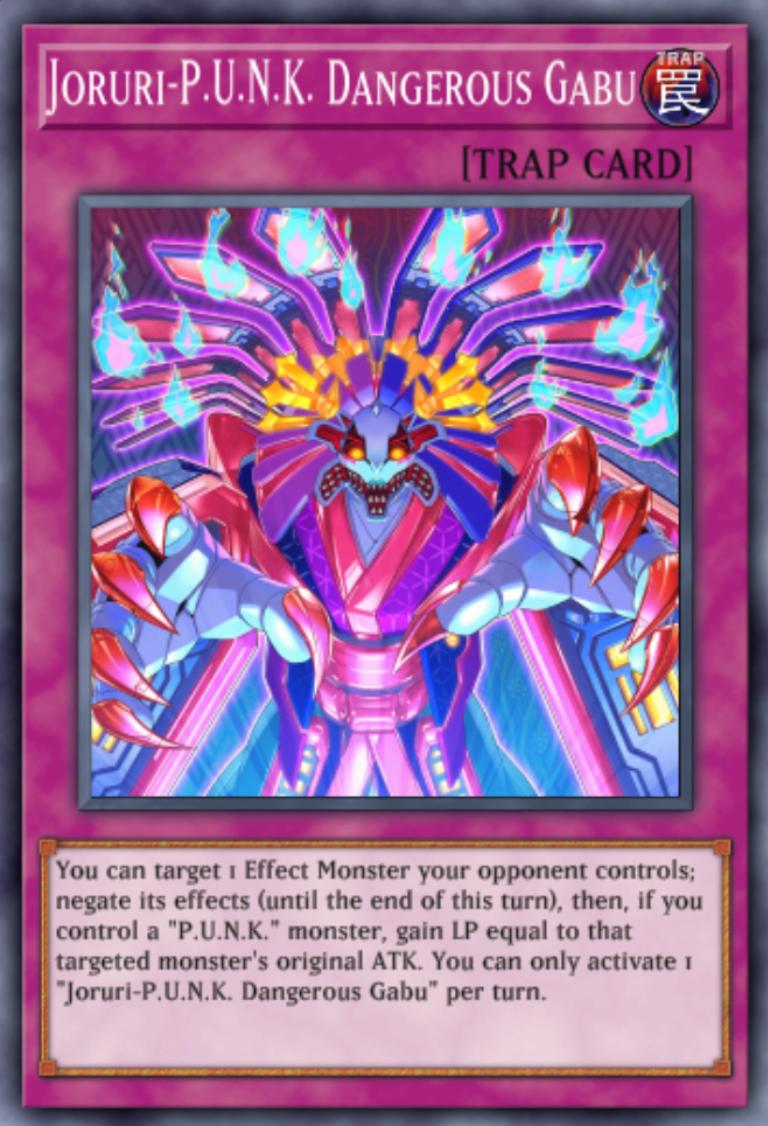 JORURI-P.U.N.K. DANGEROUS GABU
TRAP
罠
[TRAP CARD]
You can target 1 Effect Monster your opponent controls;
negate its effects (until the end of this turn), then, if you
control a "P.U.N.K." monster, gain LP equal to that
targeted monster's original ATK. You can only activate 1
"Joruri-P.U.N.K. Dangerous Gabu" per turn.